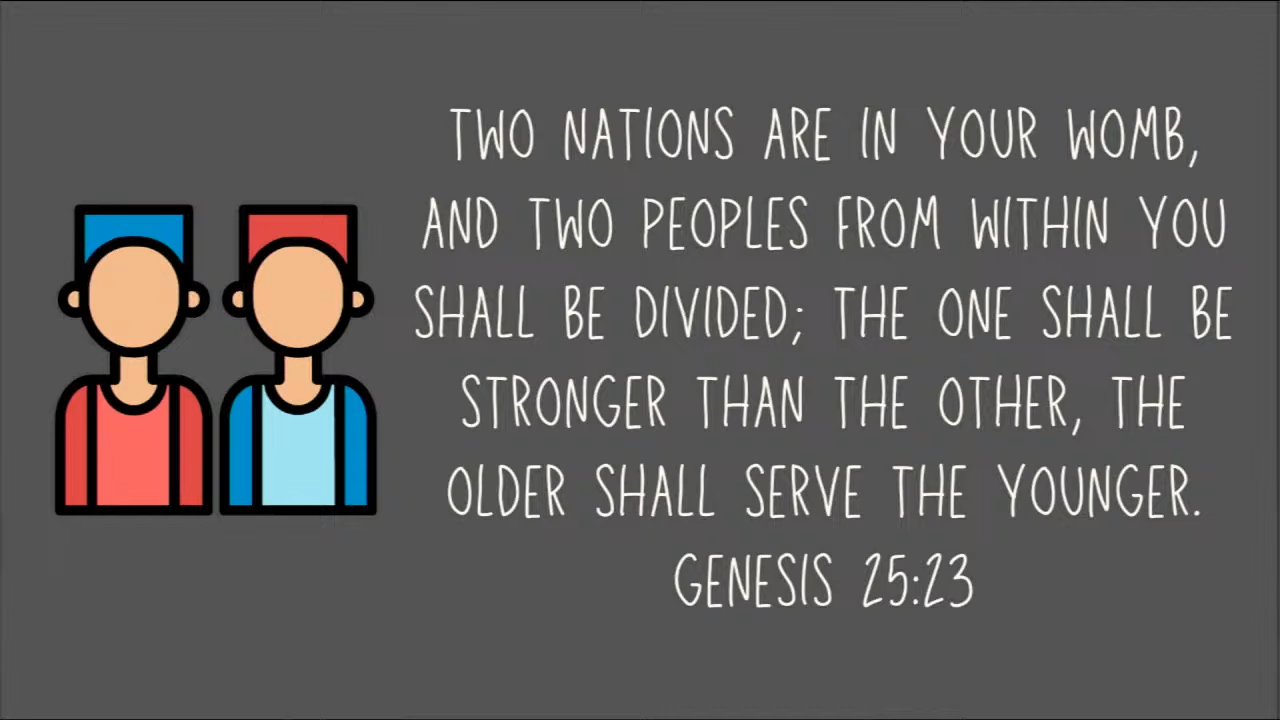 TWO NATIONS ARE IN YOUR WOMB,
AND TWO PEOPLES FROM WITHIN YOU
SHALL BE DIVIDED; THE ONE SHALL BE
STRONGER THAN THE OTHER, THE
OLDER SHALL SERVE THE YOUNGER.
GENESIS 25:23